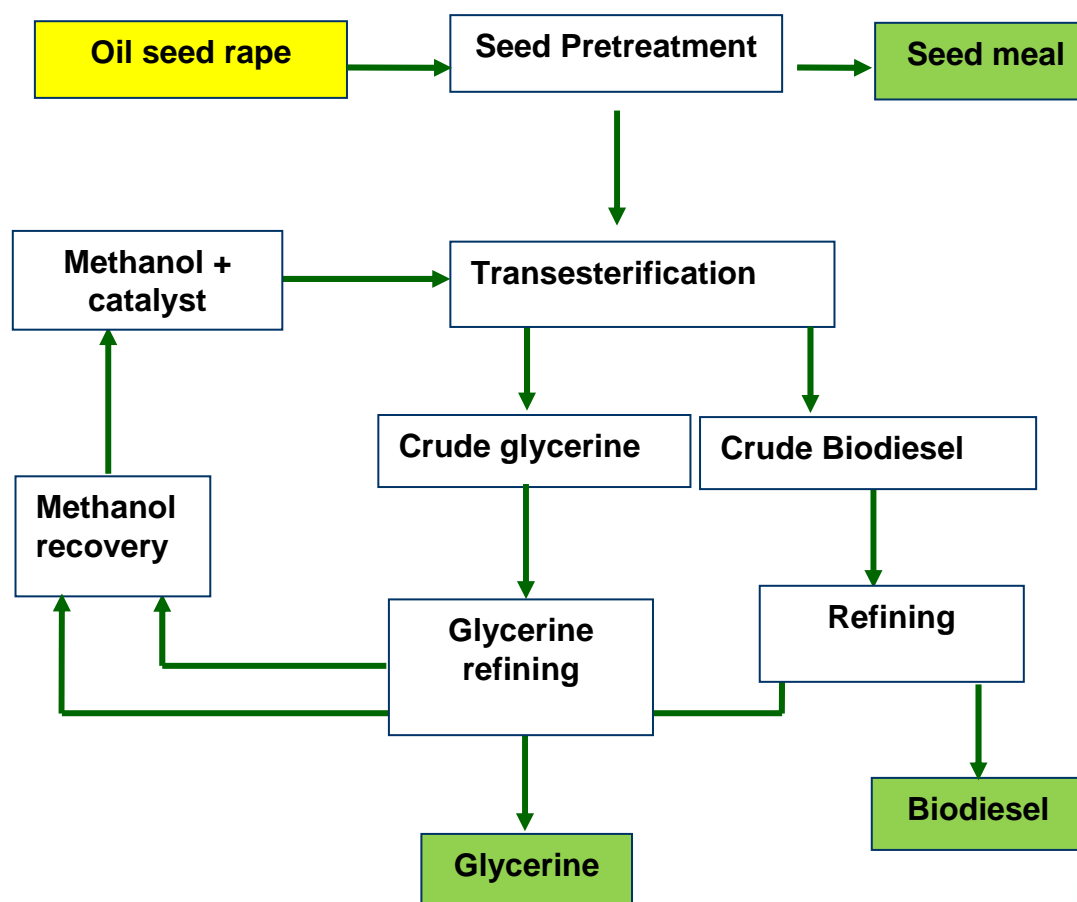 Oil seed rape
Seed Pretreatment
Seed meal
Methanol +
catalyst
Transesterification
Crude glycerine
Crude Biodiesel
Methanol
recovery
Glycerine
refining
Refining
Biodiesel
Glycerine